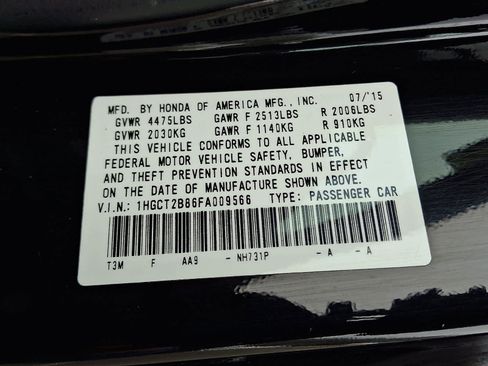 MFD. BY HONDA OF AMERICA MFG., INC. 07/'15
GVWR 4475LBS GAWR F 2513LBS R 2006LBS
GVWR 2030KG GAWR F 1140KG R 910KG
THIS VEHICLE CONFORMS TO ALL APPLICABLE
FEDERAL MOTOR VEHICLE SAFETY, BUMPER,
AND THEFT PREVENTION STANDARDS IN EFFECT
ON THE DATE OF MANUFACTURE SHOWN ABOVE.
V.I.N.: 1HGCT2B86FA009566 TYPE: PASSENGER CAR
T3M F AA9 - NH731P - A - A